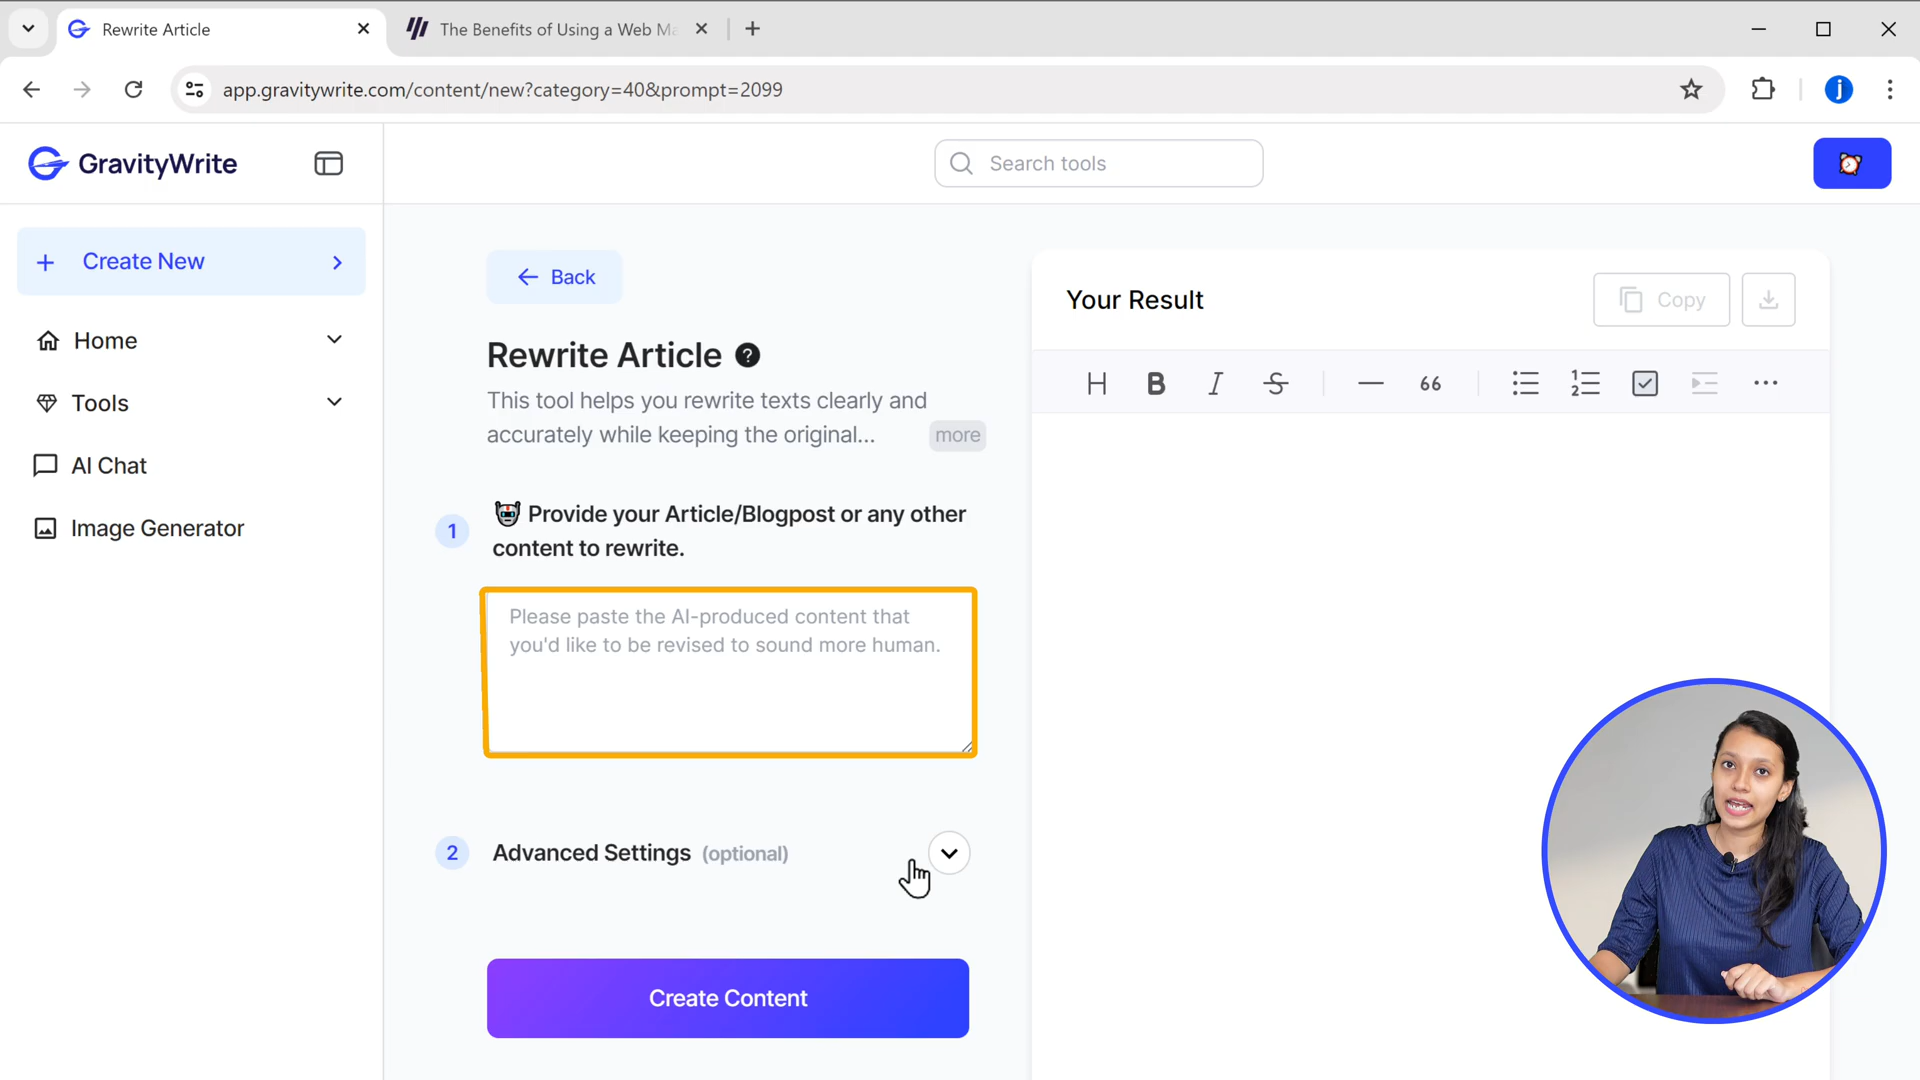 Rewrite Article
The Benefits of Using a Web Ma
app.gravitywrite.com/content/new?category=40&prompt=2099
j
GravityWrite
Search tools
+ Create New
Home
Tools
AI Chat
Image Generator
Back
Rewrite Article ?
This tool helps you rewrite texts clearly and
accurately while keeping the original...
more
1
Provide your Article/Blogpost or any other
content to rewrite.
Please paste the AI-produced content that
you'd like to be revised to sound more human.
2
Advanced Settings (optional)
Create Content
Your Result
Copy
H B I S 66